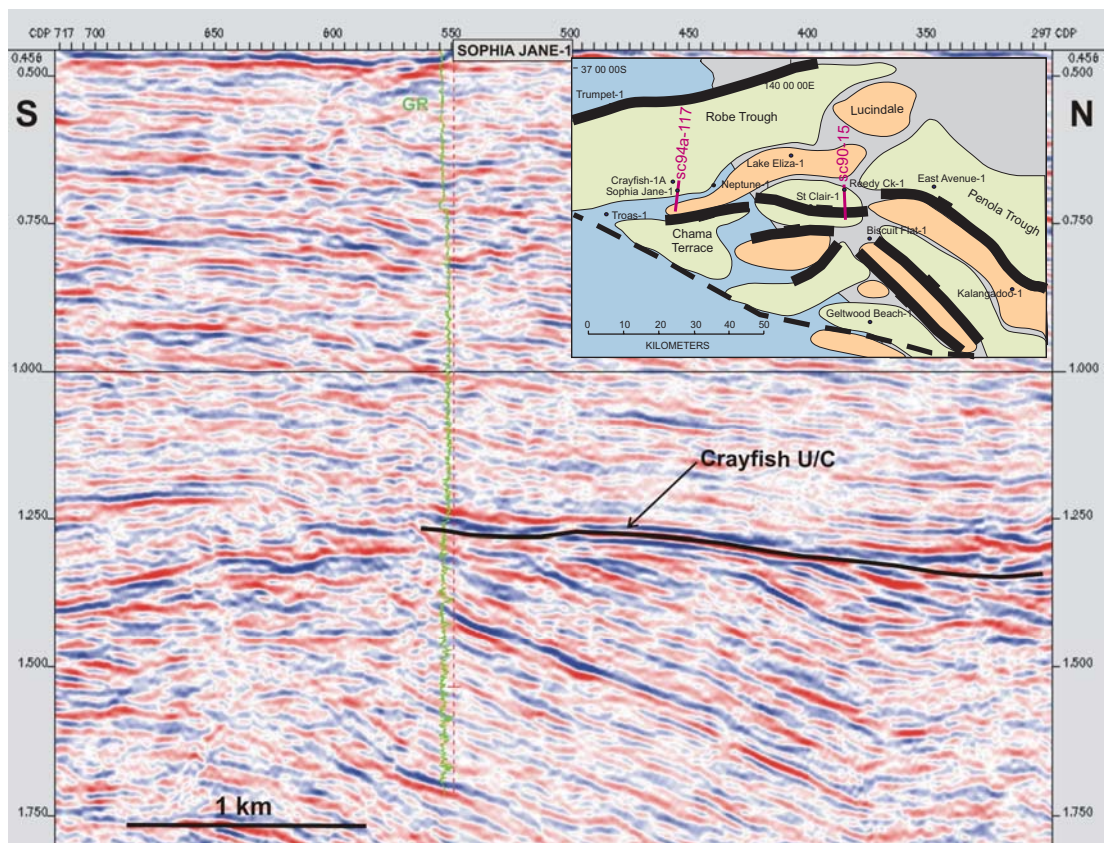 CDP 717 700 650 600 550 500 450 400 350 297 CDP
SOPHIA JANE-1
0.456 0.456
0.500 0.500
S N
GR
37 00 00S
140 00 00E
Trumpet-1
Lucindale
Robe Trough
sc94a-117
sc90-15
Lake Eliza-1
Crayfish-1A
Sophia Jane-1
Neptune-1
Reedy Ck-1
East Avenue-1
St Clair-1
Penola Trough
Troas-1
Chama
Terrace
Biscuit Flat-1
Kalangadoo-1
Geltwood Beach-1
0 10 20 30 40 50
KILOMETERS
0.750 0.750
1.000 1.000
Crayfish U/C
1.250 1.250
1.500 1.500
1 km
1.750 1.750